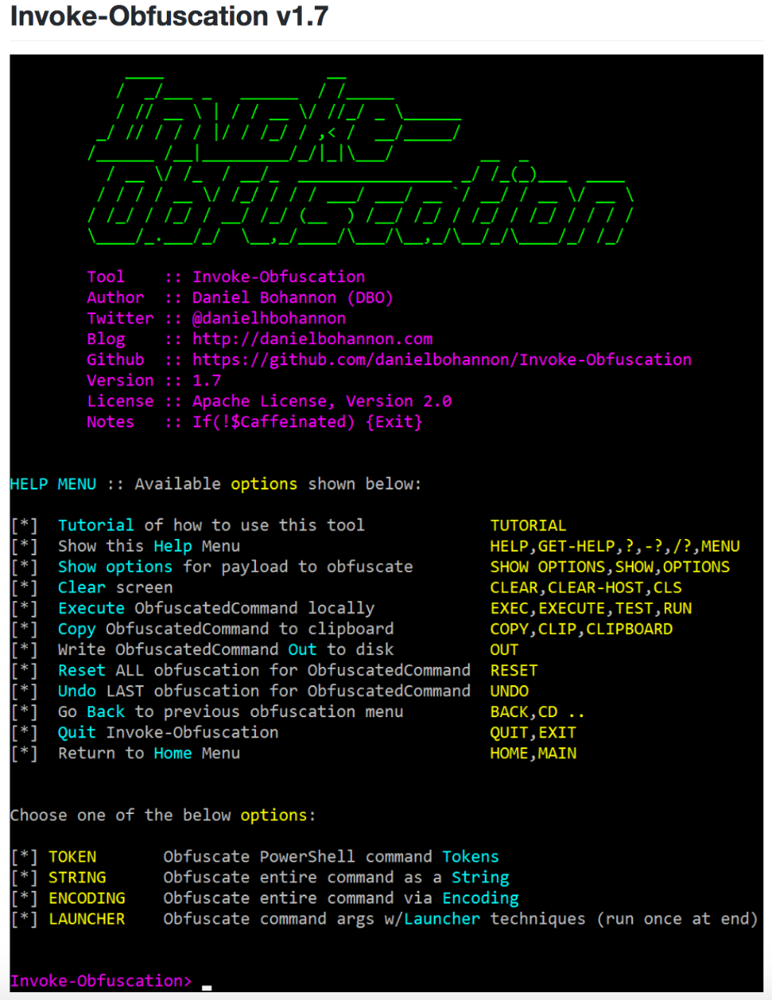 Invoke-Obfuscation v1.7
Invoke-
Obfuscation
Tool :: Invoke-Obfuscation
Author :: Daniel Bohannon (DBO)
Twitter :: @danielhbohannon
Blog :: http://danielbohannon.com
Github :: https://github.com/danielbohannon/Invoke-Obfuscation
Version :: 1.7
License :: Apache License, Version 2.0
Notes :: If(!$Caffeinated) {Exit}
HELP MENU :: Available options shown below:
[*] Tutorial of how to use this tool TUTORIAL
[*] Show this Help Menu HELP,GET-HELP,?,-?,/?,MENU
[*] Show options for payload to obfuscate SHOW OPTIONS,SHOW,OPTIONS
[*] Clear screen CLEAR,CLEAR-HOST,CLS
[*] Execute ObfuscatedCommand locally EXEC,EXECUTE,TEST,RUN
[*] Copy ObfuscatedCommand to clipboard COPY,CLIP,CLIPBOARD
[*] Write ObfuscatedCommand Out to disk OUT
[*] Reset ALL obfuscation for ObfuscatedCommand RESET
[*] Undo LAST obfuscation for ObfuscatedCommand UNDO
[*] Go Back to previous obfuscation menu BACK,CD ..
[*] Quit Invoke-Obfuscation QUIT,EXIT
[*] Return to Home Menu HOME,MAIN
Choose one of the below options:
[*] TOKEN Obfuscate PowerShell command Tokens
[*] STRING Obfuscate entire command as a String
[*] ENCODING Obfuscate entire command via Encoding
[*] LAUNCHER Obfuscate command args w/Launcher techniques (run once at end)
Invoke-Obfuscation>